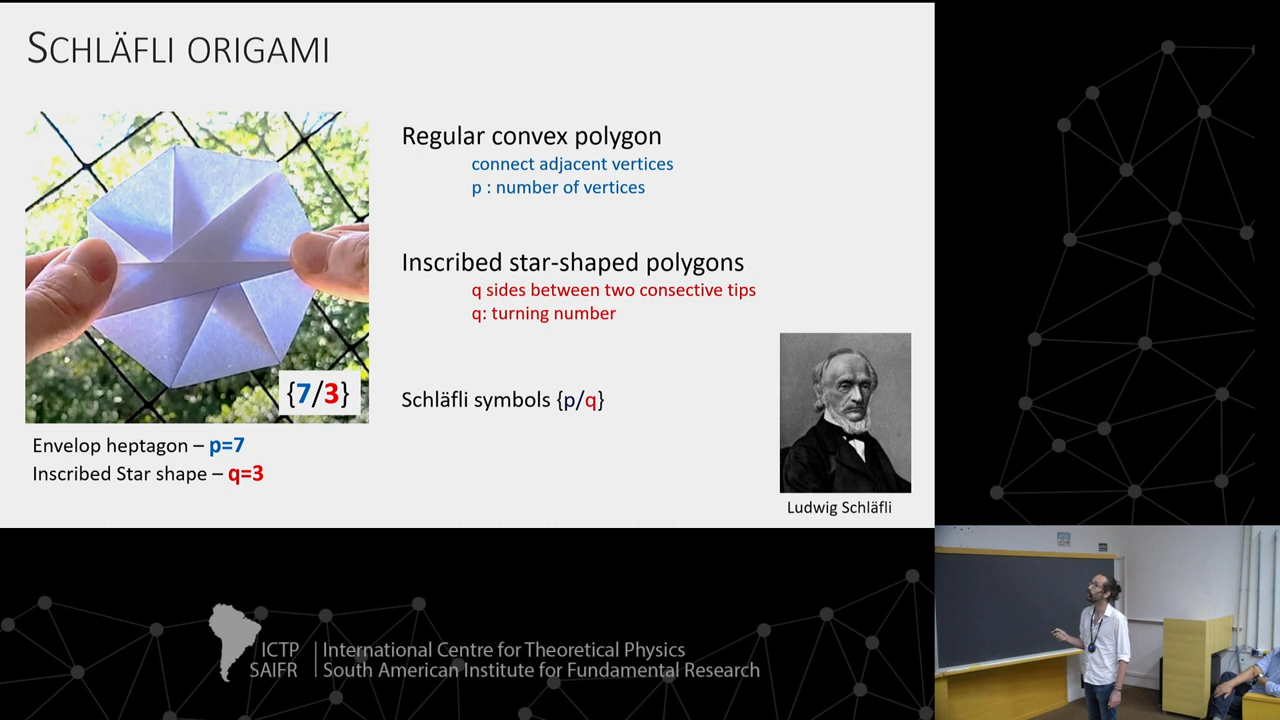 SCHLÄFLI ORIGAMI
Regular convex polygon
connect adjacent vertices
p : number of vertices
Inscribed star-shaped polygons
q sides between two consective tips
q: turning number
{7/3}
Schläfli symbols {p/q}
Envelop heptagon – p=7
Inscribed Star shape – q=3
Ludwig Schläfli
ICTP
SAIFR
International Centre for Theoretical Physics
South American Institute for Fundamental Research